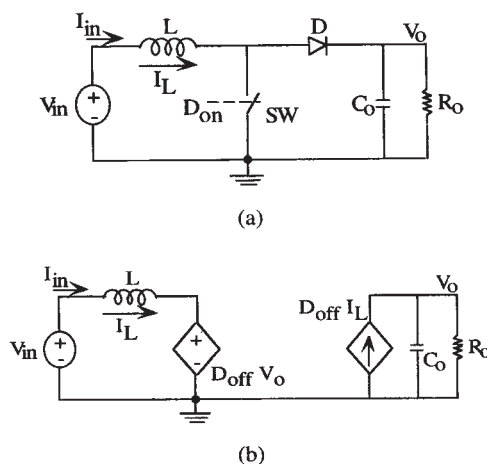 I_in
L
D
V_o
I_L
V_in
+
-
D_on
SW
C_o
R_o
(a)
I_in
L
V_o
D_off I_L
I_L
V_in
+
-
+
-
D_off V_o
C_o
R_o
(b)